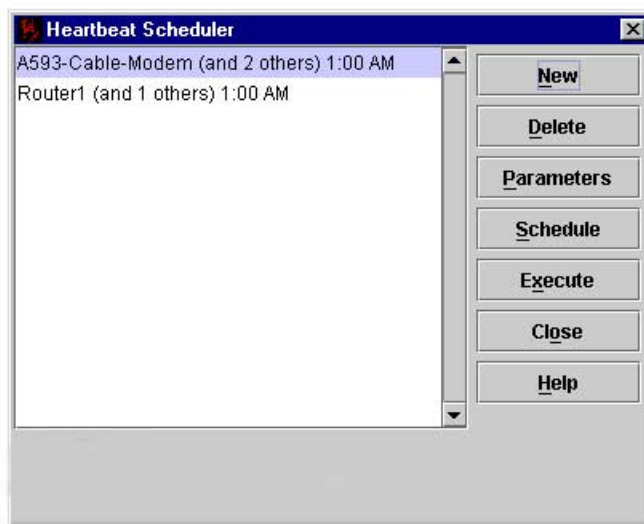 Heartbeat Scheduler
A593-Cable-Modem (and 2 others) 1:00 AM
Router1 (and 1 others) 1:00 AM
New
Delete
Parameters
Schedule
Execute
Close
Help